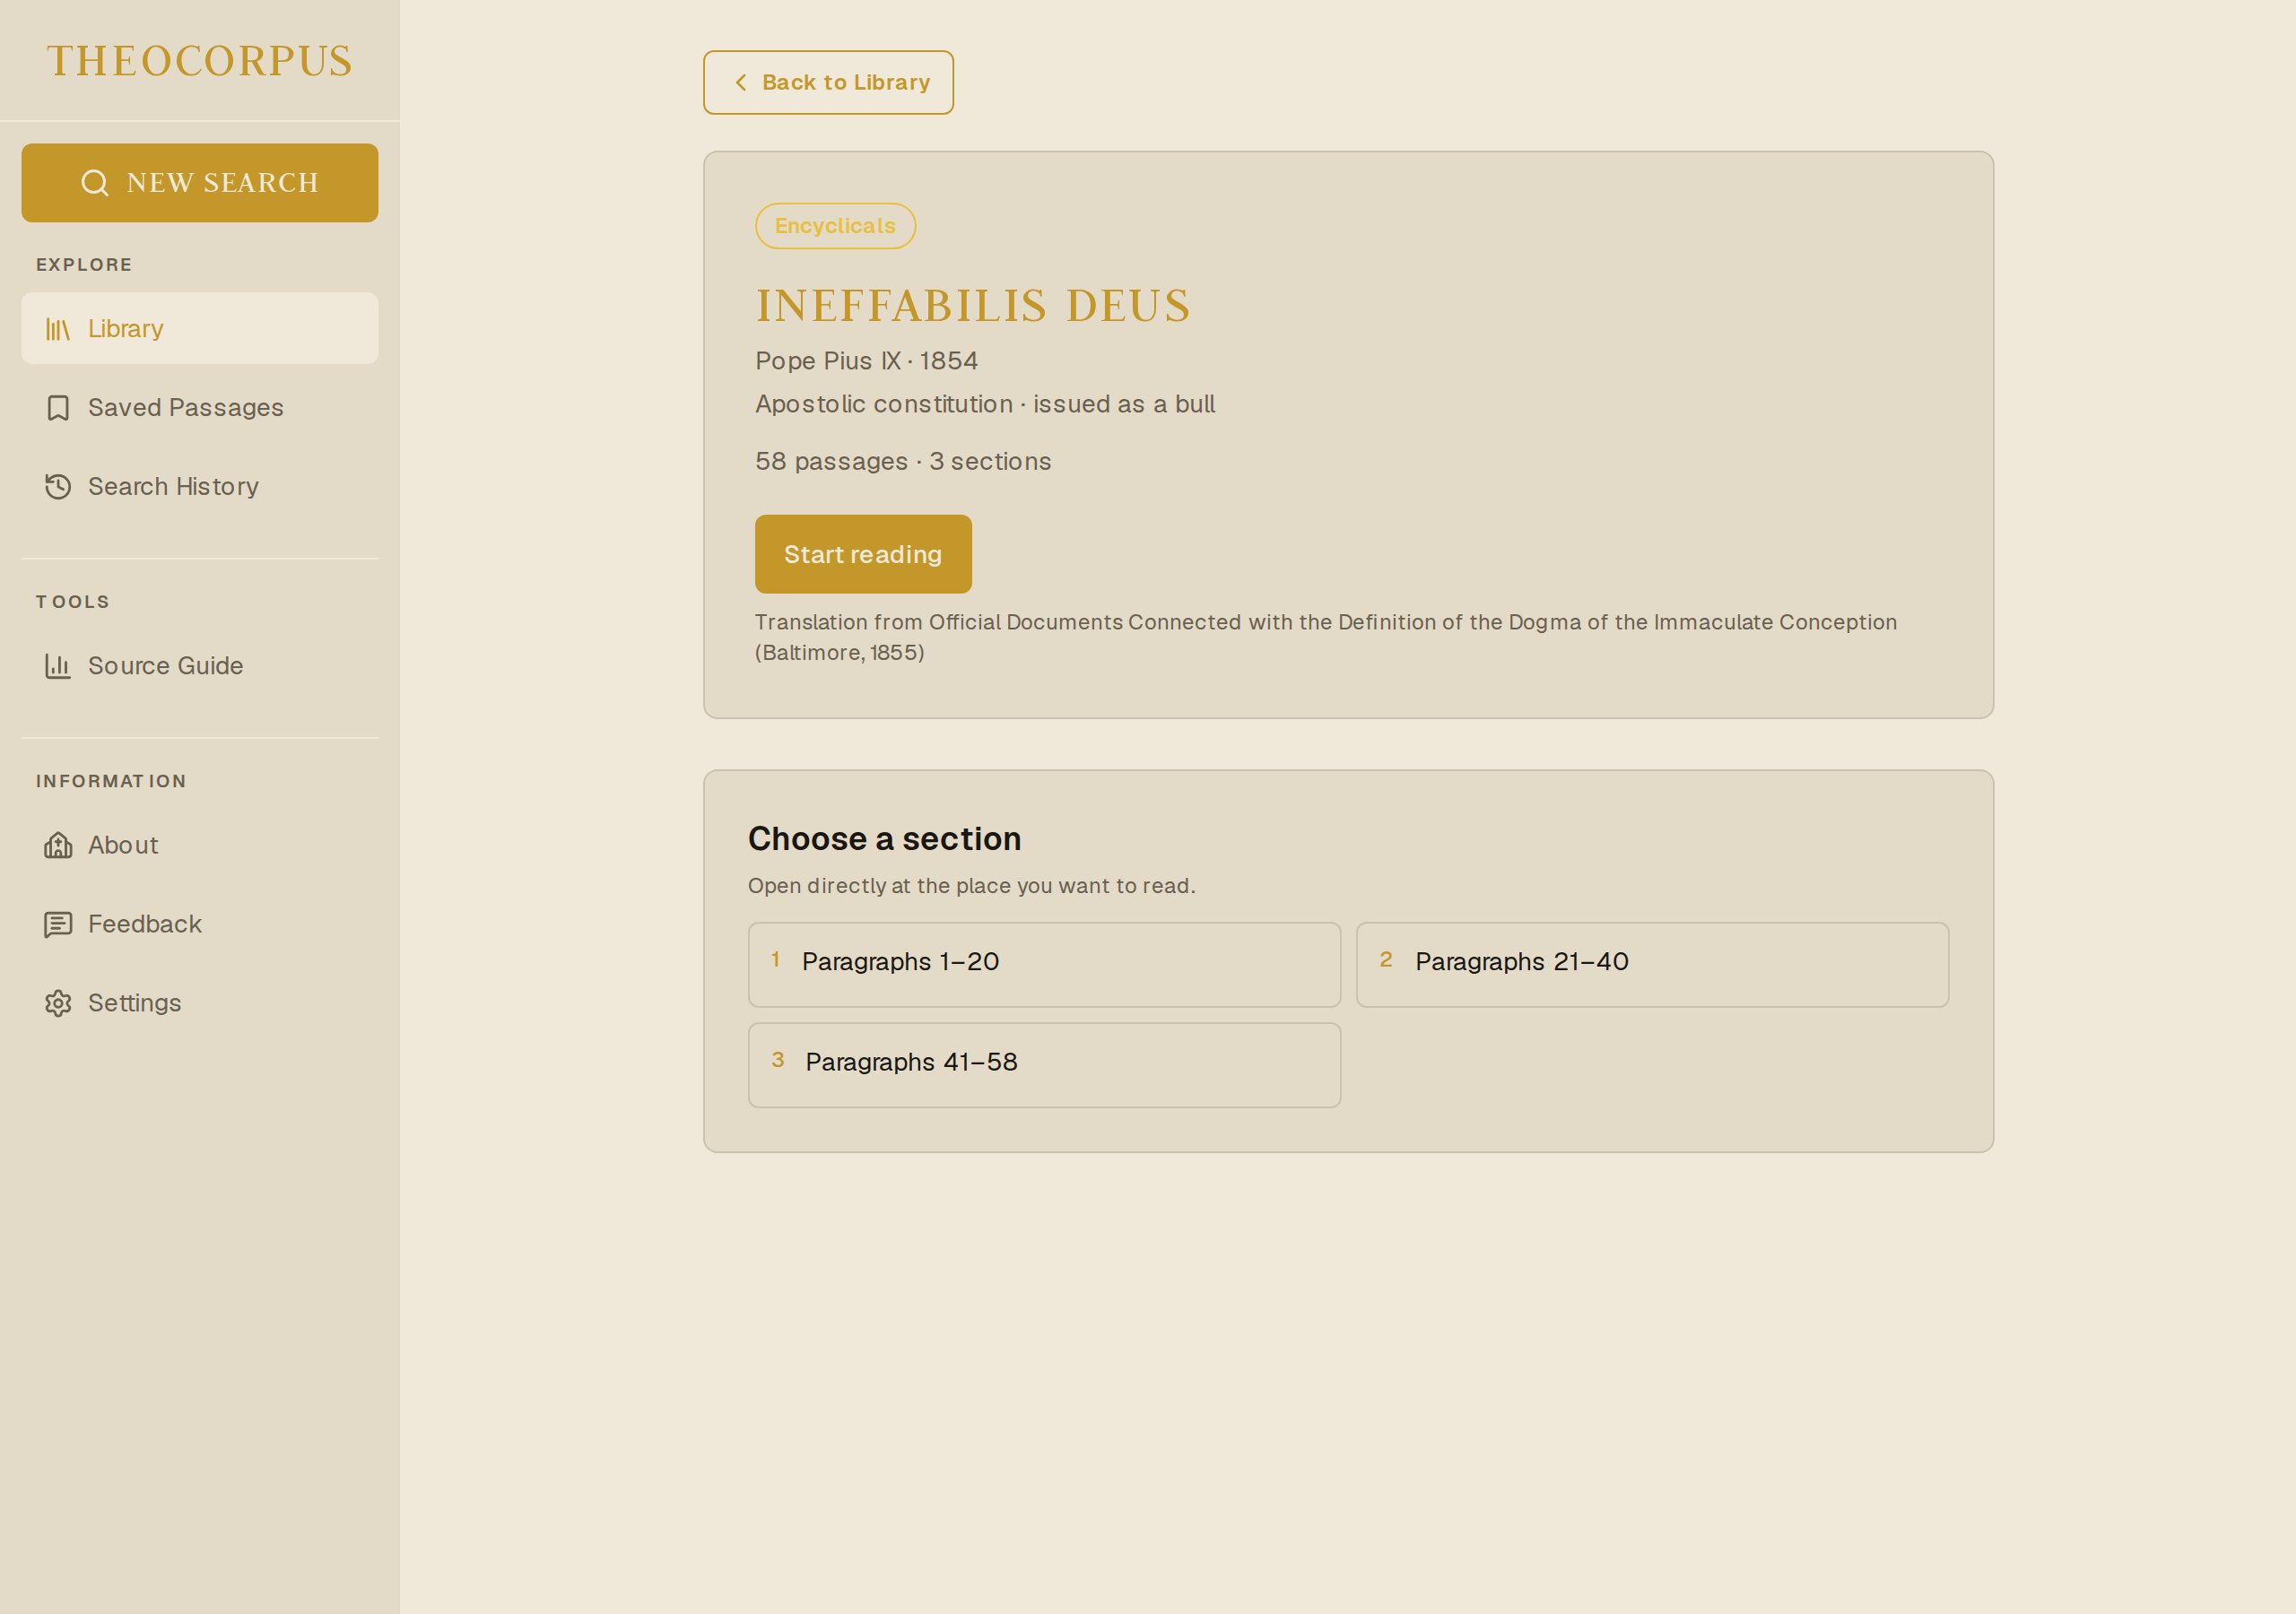 THEOCORPUS
NEW SEARCH
EXPLORE
Library
Saved Passages
Search History
TOOLS
Source Guide
INFORMATION
About
Feedback
Settings
Back to Library
Encyclicals
INEFFABILIS DEUS
Pope Pius IX · 1854
Apostolic constitution · issued as a bull
58 passages · 3 sections
Start reading
Translation from Official Documents Connected with the Definition of the Dogma of the Immaculate Conception
(Baltimore, 1855)
Choose a section
Open directly at the place you want to read.
1 Paragraphs 1–20
2 Paragraphs 21–40
3 Paragraphs 41–58